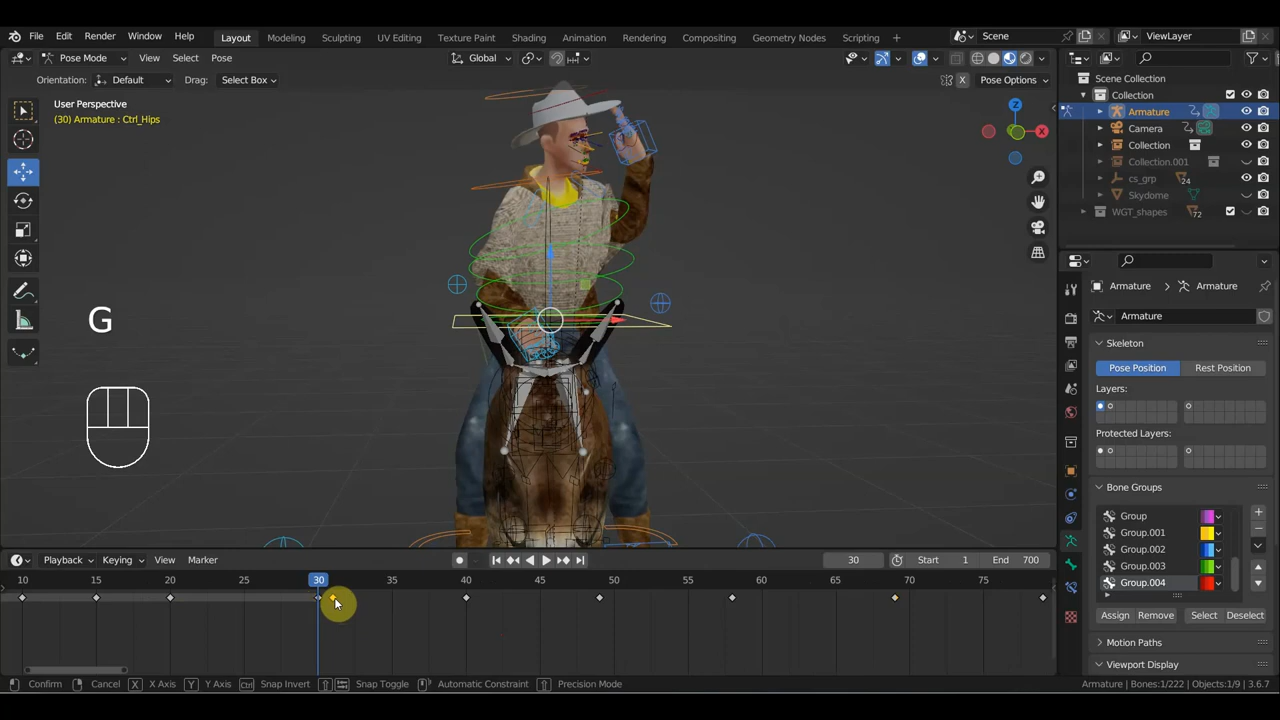 File Edit Render Window Help Layout Modeling Sculpting UV Editing Texture Paint Shading Animation Rendering Compositing Geometry Nodes Scripting + Scene ViewLayer
Pose Mode View Select Pose Global
Orientation: Default Drag: Select Box X Pose Options
User Perspective
(30) Armature : Ctrl_Hips
Z
X
G
Scene Collection
Collection
Armature
Camera
Collection
Collection.001
cs_grp 24
Skydome
WGT_shapes 72
Armature Armature
Armature
Skeleton
Pose Position Rest Position
Layers:
Protected Layers:
Bone Groups
Group
Group.001
Group.002
Group.003
Group.004
Assign Remove Select Deselect
Motion Paths
Viewport Display
Playback Keying View Marker 30 Start 1 End 700
10 15 20 30 35 40 45 50 55 60 65 70 75
Confirm Cancel X X Axis Y Y Axis Ctrl Snap Invert Snap Toggle Automatic Constraint Precision Mode Armature | Bones:1/222 | Objects:1/9 | 3.6.7